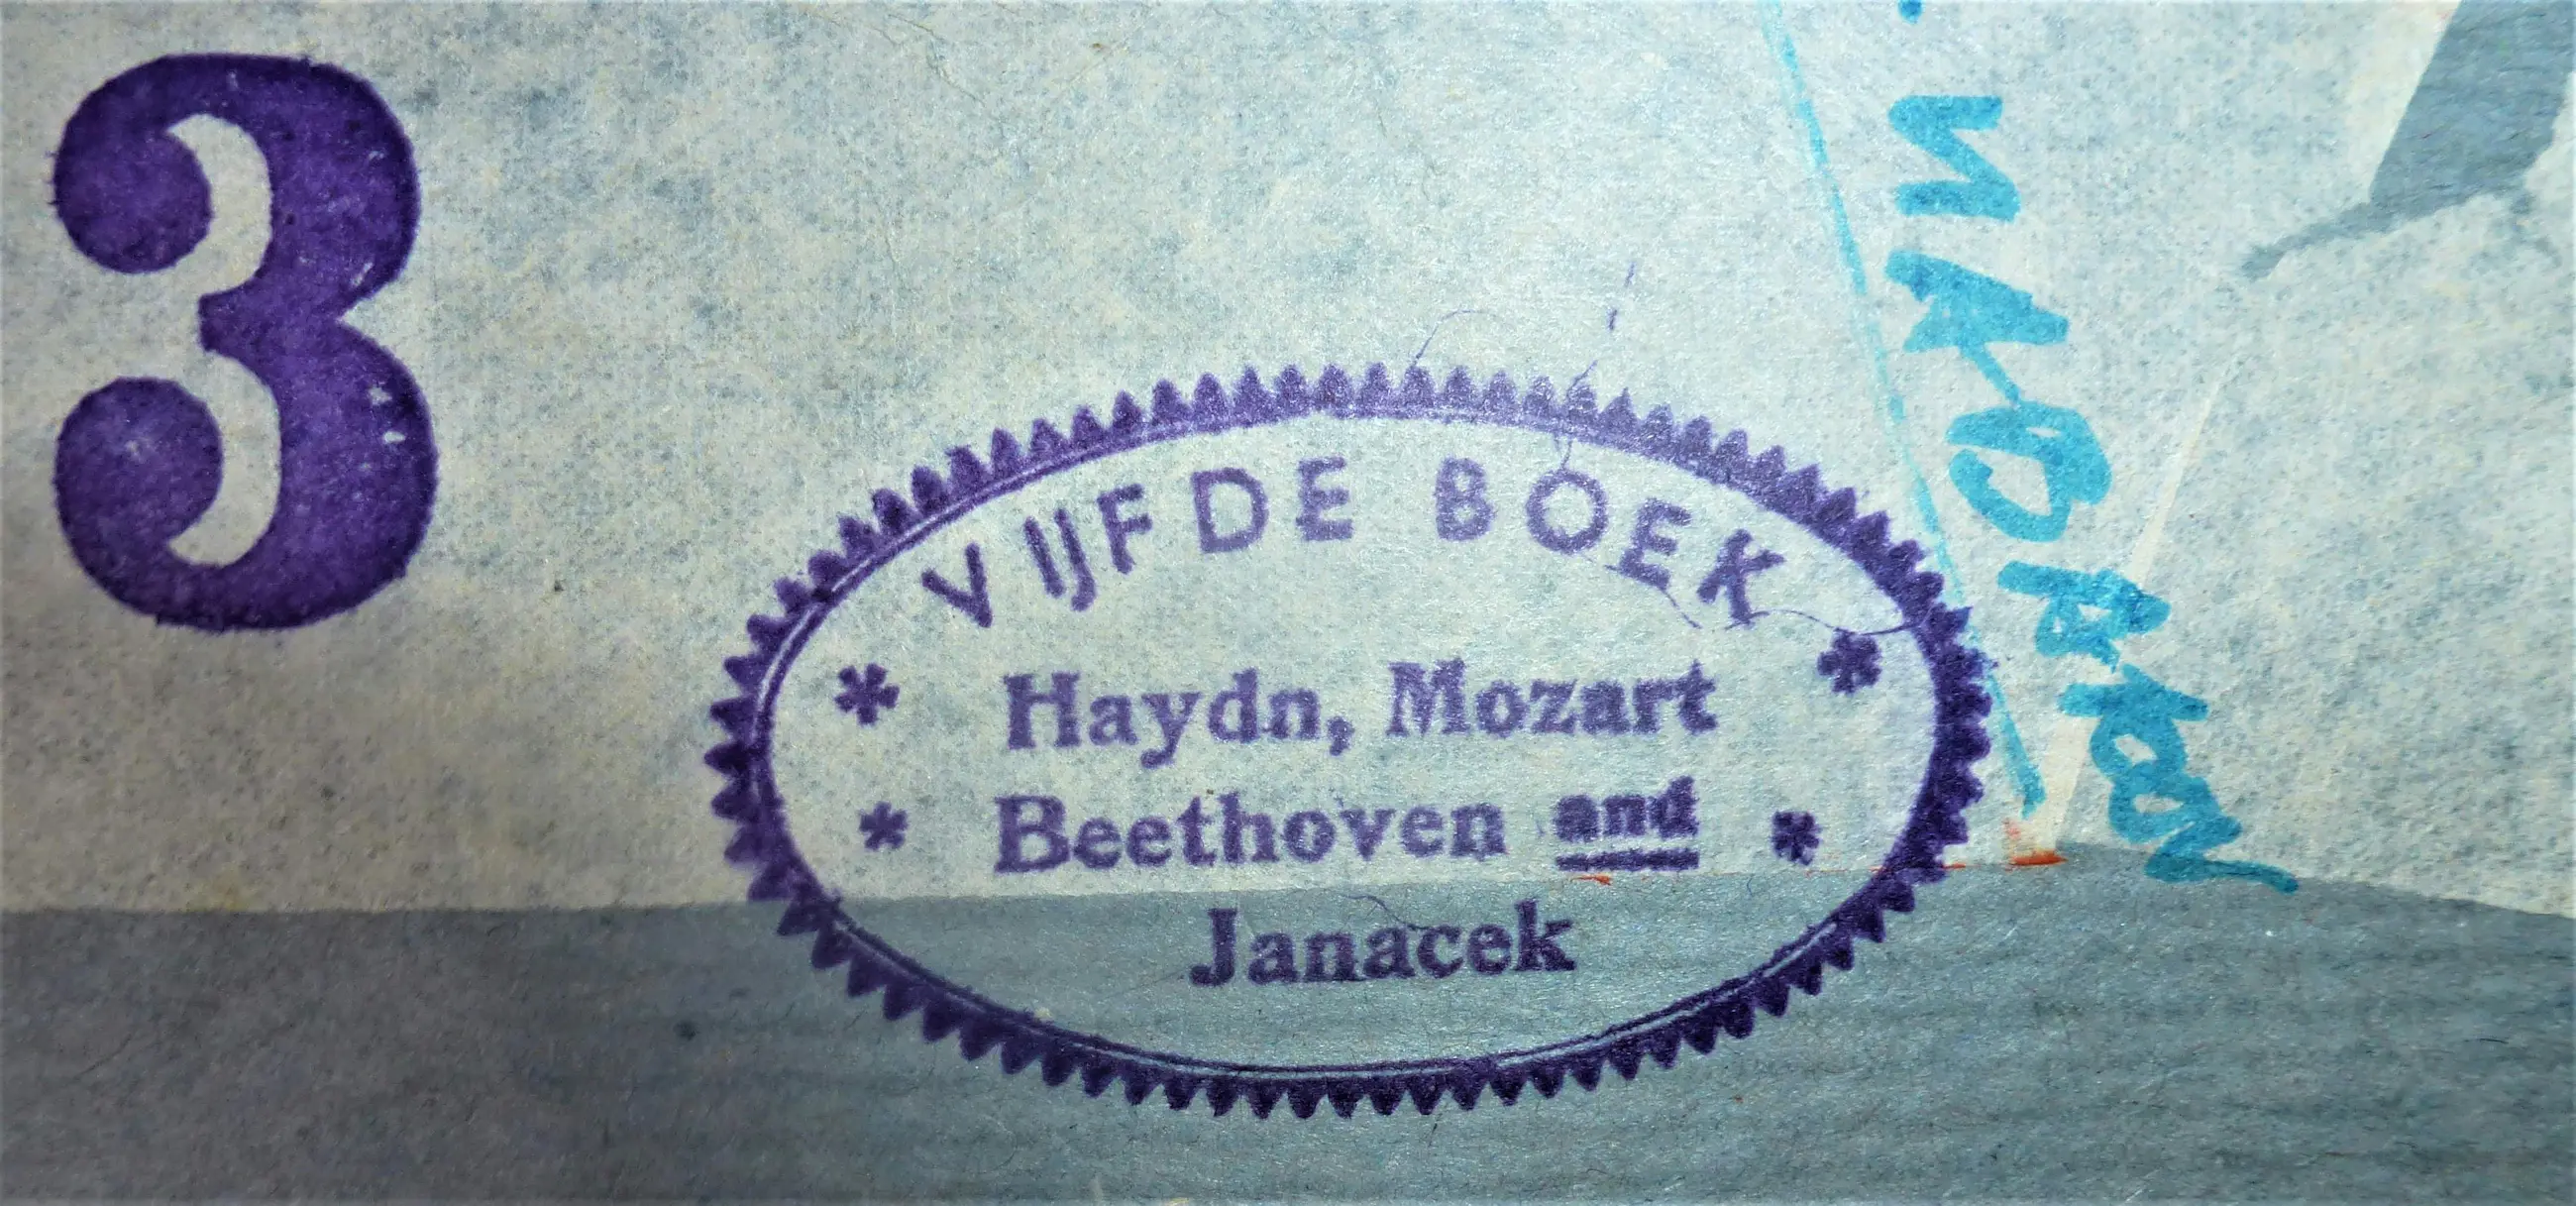 3
VIJFDE BOEK
Haydn, Mozart
Beethoven and
Janacek